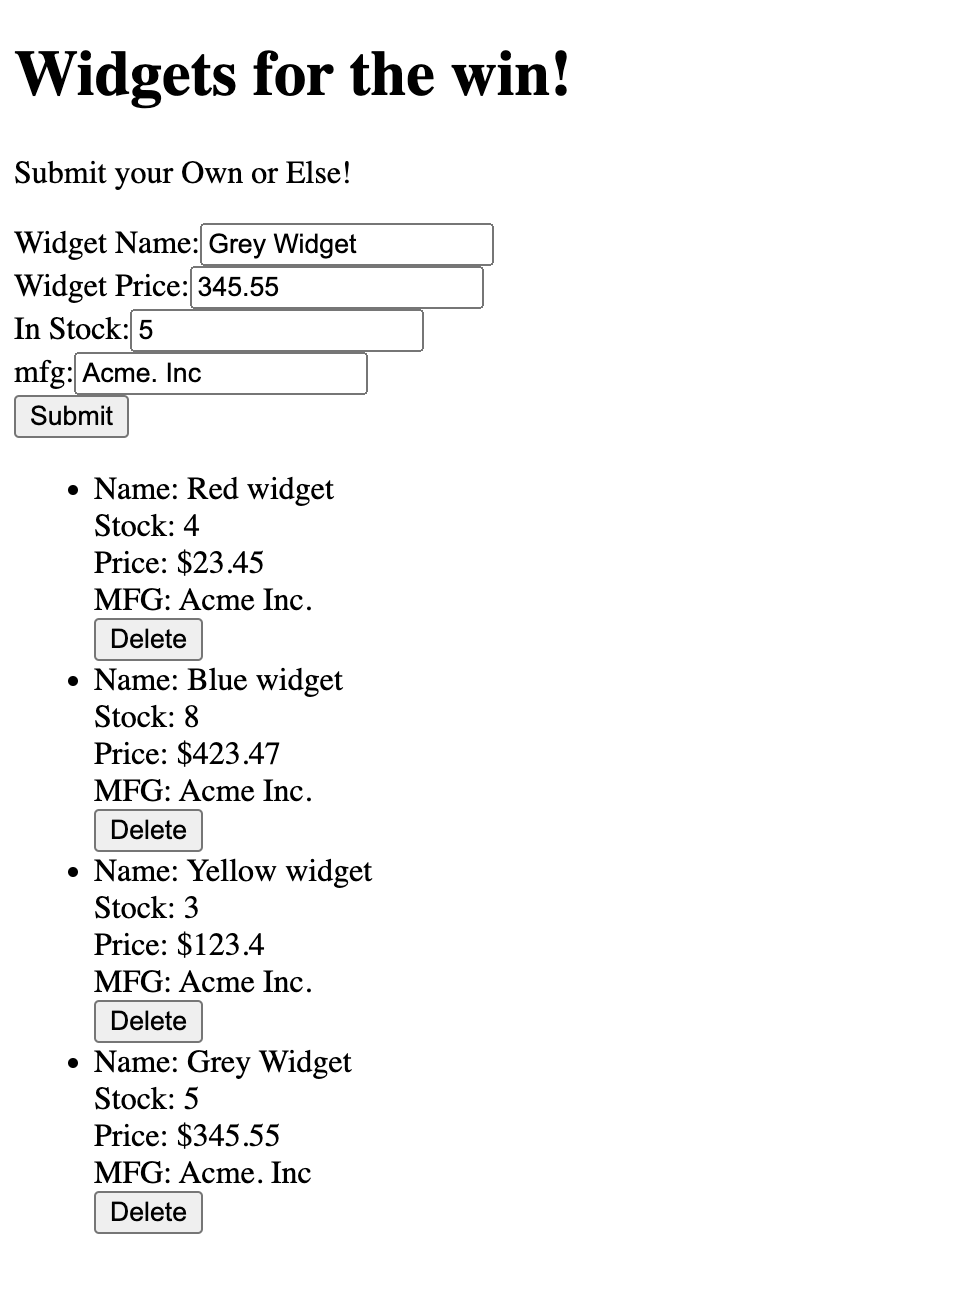 Widgets for the win!
Submit your Own or Else!
Widget Name: Grey Widget
Widget Price: 345.55
In Stock: 5
mfg: Acme. Inc
Submit
Name: Red widget
Stock: 4
Price: $23.45
MFG: Acme Inc.
Delete
Name: Blue widget
Stock: 8
Price: $423.47
MFG: Acme Inc.
Delete
Name: Yellow widget
Stock: 3
Price: $123.4
MFG: Acme Inc.
Delete
Name: Grey Widget
Stock: 5
Price: $345.55
MFG: Acme. Inc
Delete